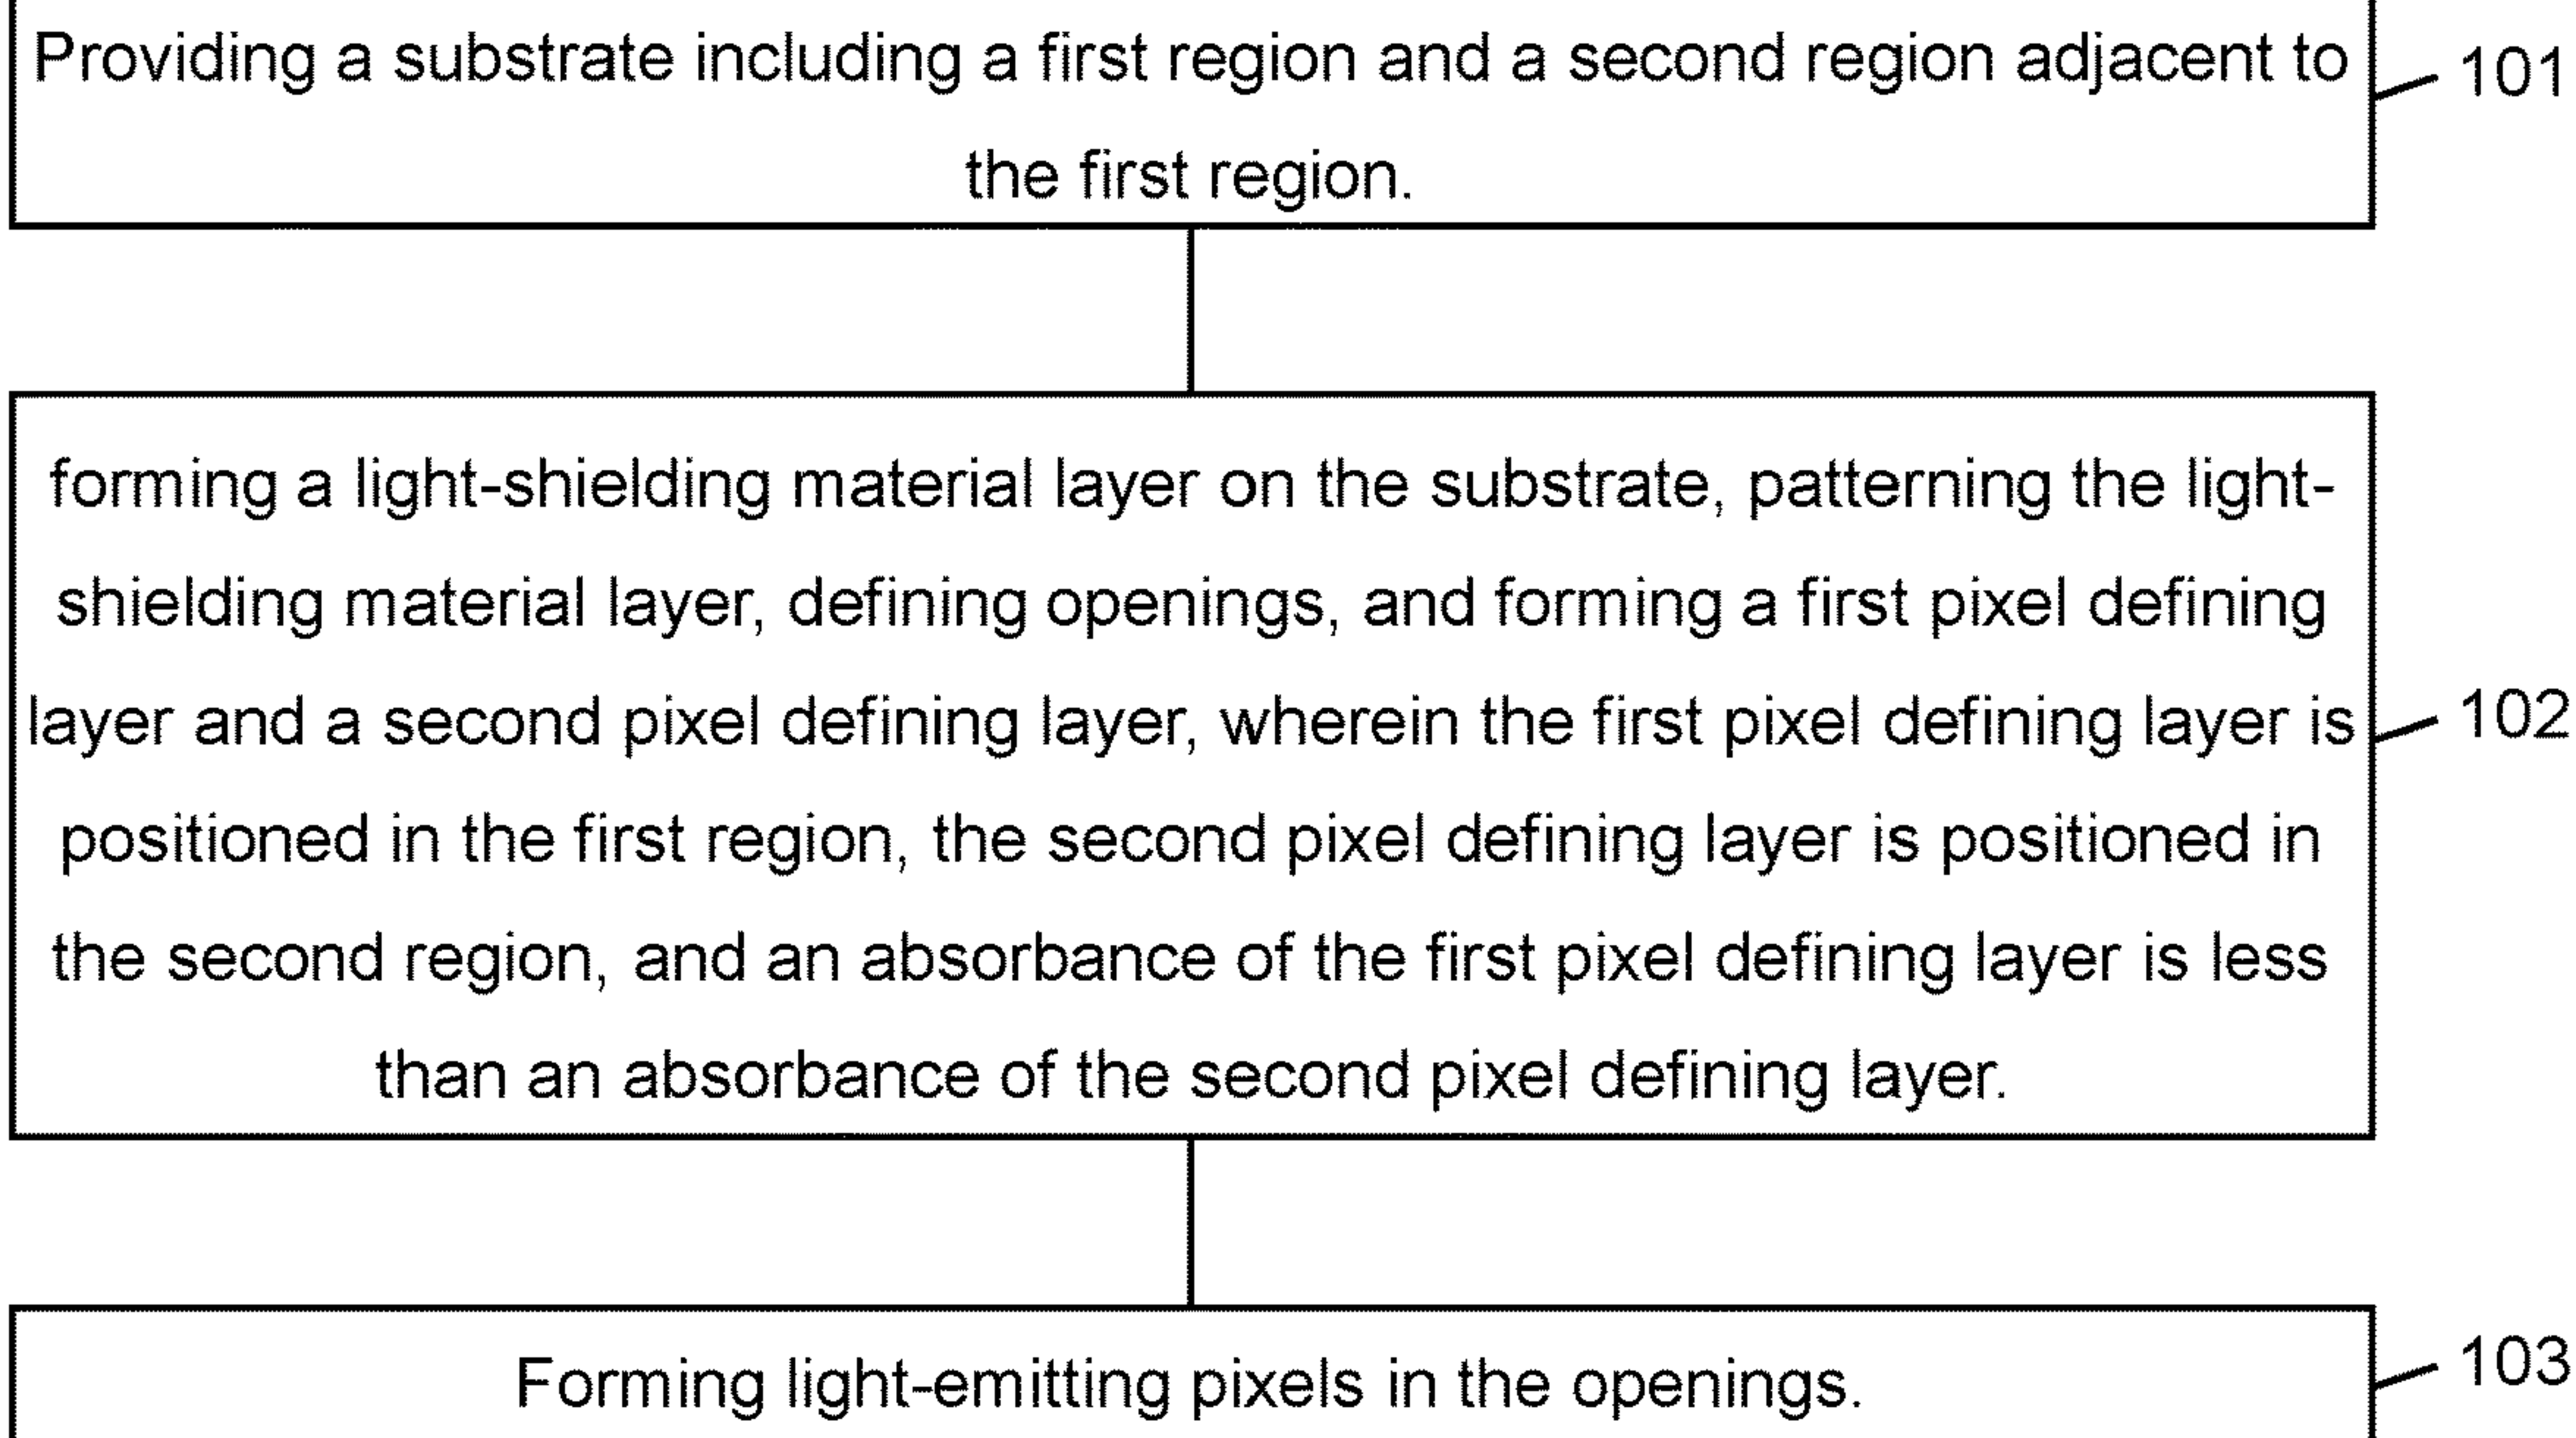 Providing a substrate including a first region and a second region adjacent to
the first region.
101
forming a light-shielding material layer on the substrate, patterning the light-
shielding material layer, defining openings, and forming a first pixel defining
layer and a second pixel defining layer, wherein the first pixel defining layer is
positioned in the first region, the second pixel defining layer is positioned in
the second region, and an absorbance of the first pixel defining layer is less
than an absorbance of the second pixel defining layer.
102
Forming light-emitting pixels in the openings.
103